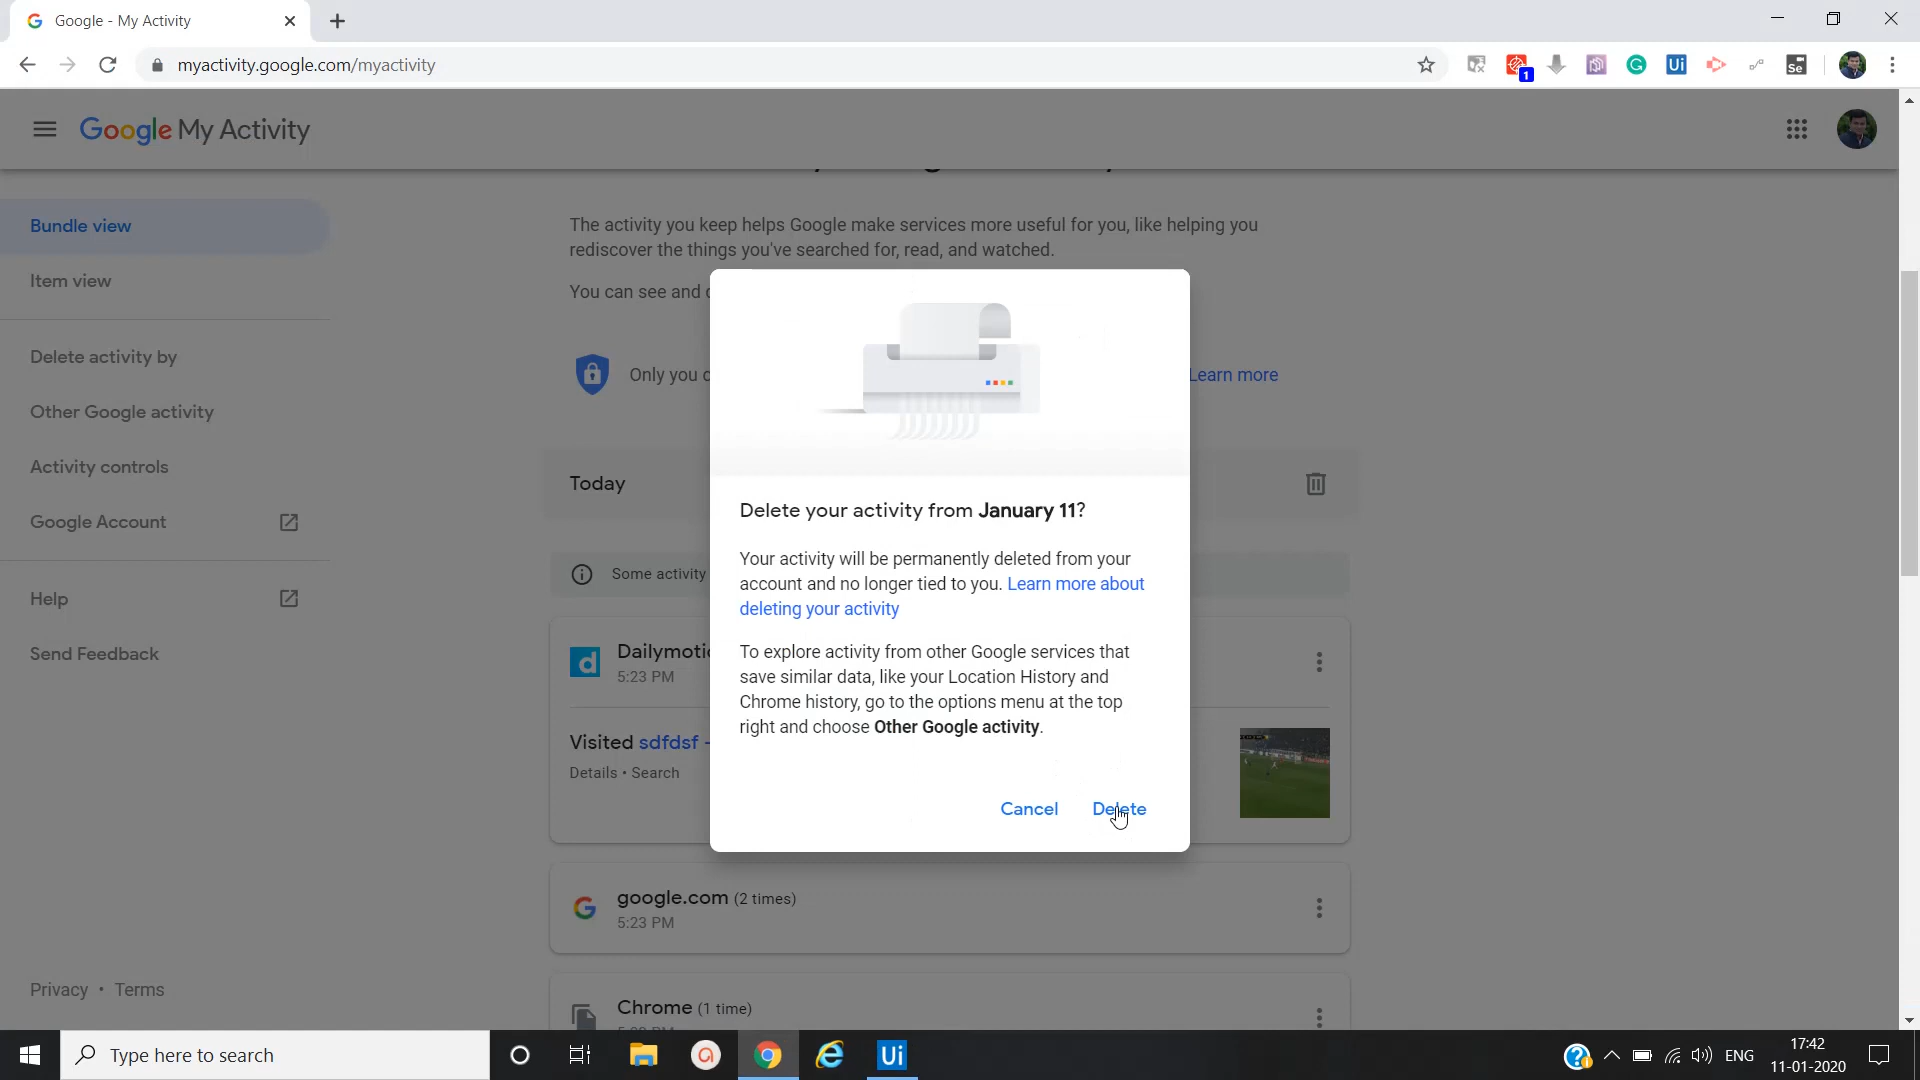 Google - My Activity
myactivity.google.com/myactivity
1
Ui
Se
Google My Activity
Bundle view
Item view
Delete activity by
Other Google activity
Activity controls
Google Account
Help
Send Feedback
Privacy • Terms
The activity you keep helps Google make services more useful for you, like helping you
rediscover the things you've searched for, read, and watched.
You can see and
Only you
Learn more
Today
Some activity
Dailymotio
5:23 PM
Visited sdfdsf -
Details • Search
google.com (2 times)
5:23 PM
Chrome (1 time)
Delete your activity from January 11?
Your activity will be permanently deleted from your
account and no longer tied to you. Learn more about
deleting your activity
To explore activity from other Google services that
save similar data, like your Location History and
Chrome history, go to the options menu at the top
right and choose Other Google activity.
Cancel Delete
Type here to search
Ui
ENG
17:42
11-01-2020